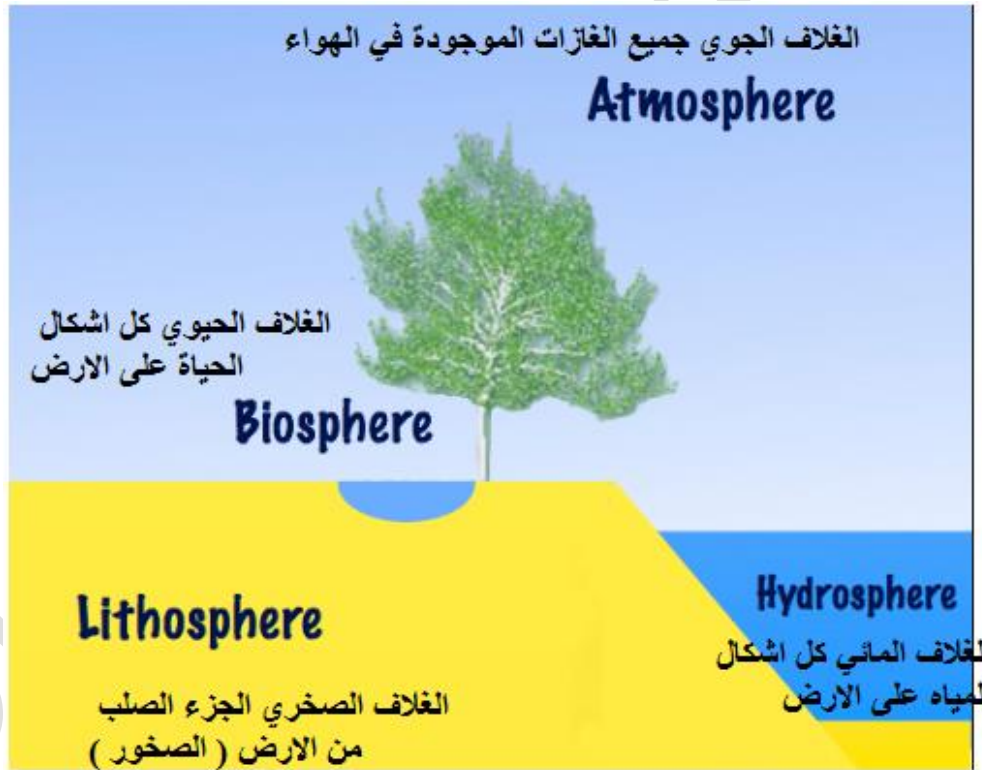 الغلاف الجوي جميع الغازات الموجودة في الهواء
Atmosphere
الغلاف الحيوي كل اشكال
الحياة على الارض
Biosphere
Lithosphere
الغلاف الصخري الجزء الصلب
من الارض ( الصخور )
Hydrosphere
لغلاف المائي كل اشكال
لمياه على الارض